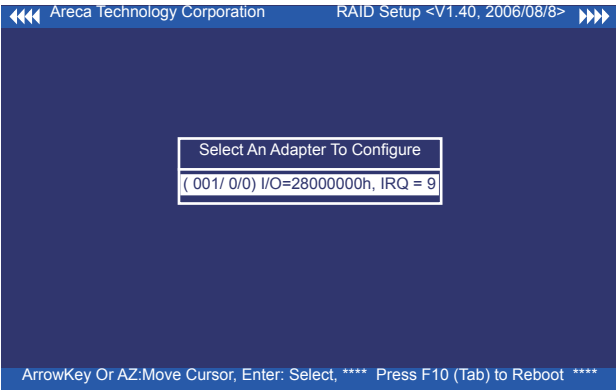 Areca Technology Corporation RAID Setup <V1.40, 2006/08/8>
Select An Adapter To Configure
( 001/ 0/0) I/O=28000000h, IRQ = 9
ArrowKey Or AZ:Move Cursor, Enter: Select, **** Press F10 (Tab) to Reboot ****